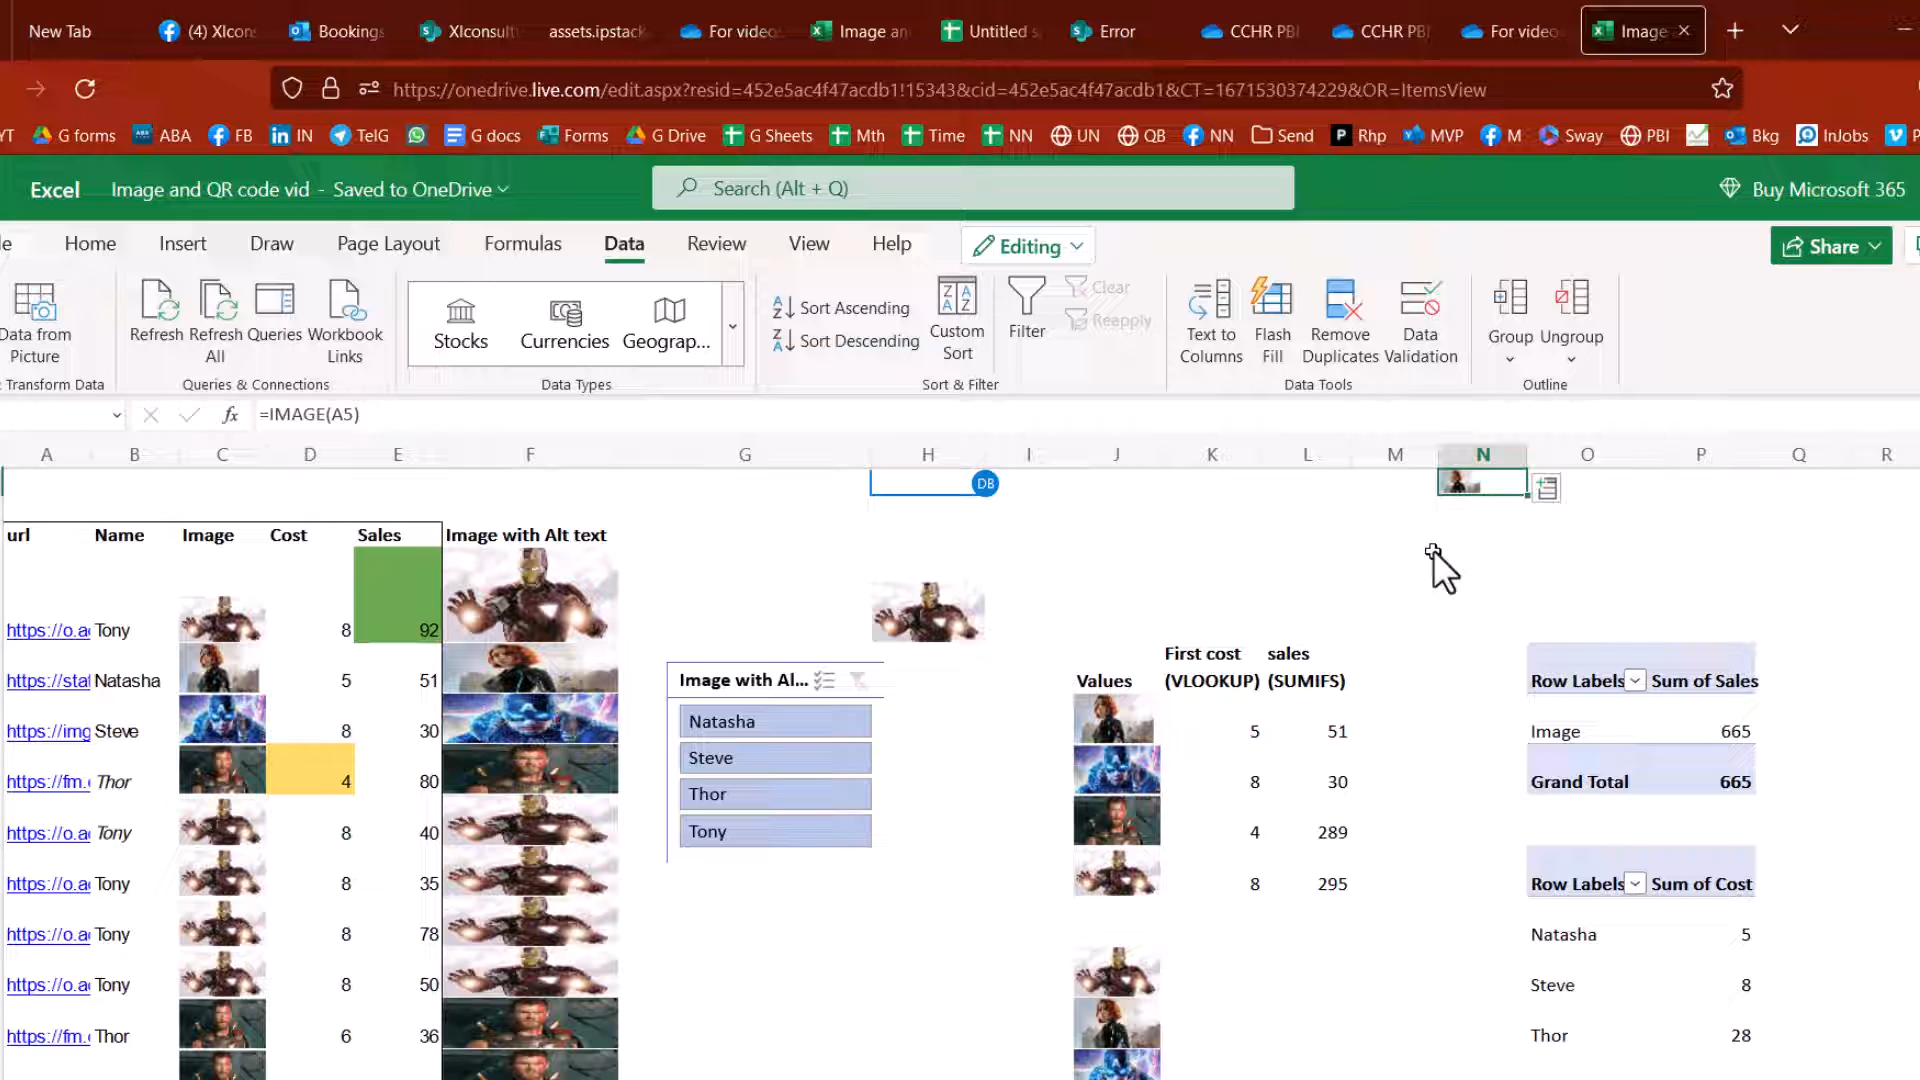 New Tab (4) Xlcons Bookings Xlconsult assets.ipstack For video Image an Untitled s Error CCHR PBI CCHR PBI For video Image
https://onedrive.live.com/edit.aspx?resid=452e5ac4f47acdb1!15343&cid=452e5ac4f47acdb1&CT=1671530374229&OR=ItemsView
YT G forms ABA ABA FB IN TelG G docs Forms G Drive G Sheets Mth Time NN UN QB NN Send Rhp MVP M Sway PBI Bkg InJobs
Excel Image and QR code vid - Saved to OneDrive Search (Alt + Q) Buy Microsoft 365
le Home Insert Draw Page Layout Formulas Data Review View Help Editing Share
Data from Picture Refresh Refresh All Queries Workbook Links Stocks Currencies Geograp... Sort Ascending Sort Descending Custom Sort Filter Clear Reapply Text to Columns Flash Fill Remove Duplicates Data Validation Group Ungroup
Transform Data Queries & Connections Data Types Sort & Filter Data Tools Outline
fx =IMAGE(A5)
A B C D E F G H I J K L M N O P Q R
DB
url Name Image Cost Sales Image with Alt text
https://o.a Tony 8 92
First cost sales
https://stat Natasha 5 51 Image with Al... Values (VLOOKUP) (SUMIFS) Row Labels Sum of Sales
https://img Steve 8 30 Natasha 5 51 Image 665
https://fm. Thor 4 80 Steve 8 30 Grand Total 665
Thor
https://o.a Tony 8 40 Tony 4 289
https://o.a Tony 8 35 8 295 Row Labels Sum of Cost
https://o.a Tony 8 78 Natasha 5
https://o.a Tony 8 50 Steve 8
https://fm. Thor 6 36 Thor 28